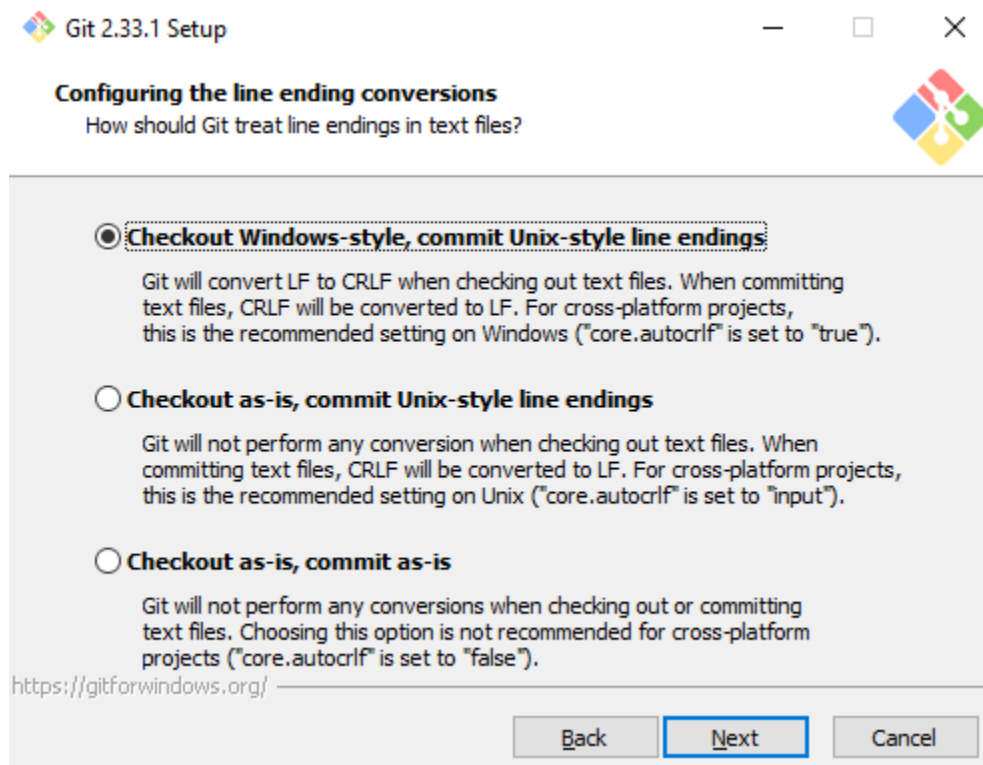 Git 2.33.1 Setup
Configuring the line ending conversions
How should Git treat line endings in text files?
Checkout Windows-style, commit Unix-style line endings
Git will convert LF to CRLF when checking out text files. When committing
text files, CRLF will be converted to LF. For cross-platform projects,
this is the recommended setting on Windows ("core.autocrlf" is set to "true").
Checkout as-is, commit Unix-style line endings
Git will not perform any conversion when checking out text files. When
committing text files, CRLF will be converted to LF. For cross-platform projects,
this is the recommended setting on Unix ("core.autocrlf" is set to "input").
Checkout as-is, commit as-is
Git will not perform any conversions when checking out or committing
text files. Choosing this option is not recommended for cross-platform
projects ("core.autocrlf" is set to "false").
https://gitforwindows.org/
Back Next Cancel